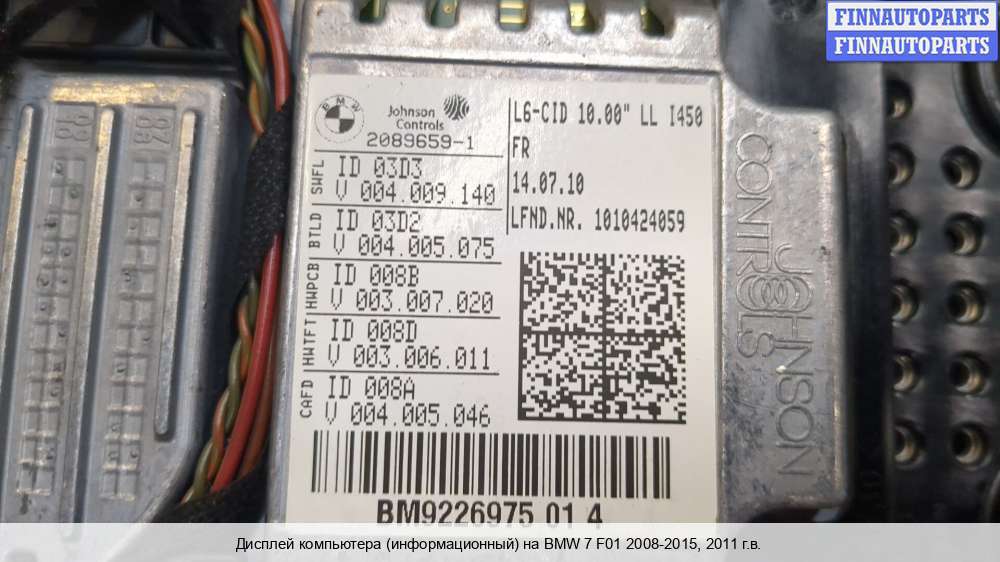 FINNAUTOPARTS
FINNAUTOPARTS
BMW
Johnson
Controls
2089659-1
SWFL
ID 03D3
V 004.009.140
BTLD
ID 03D2
V 004.005.075
HWPCB
ID 008B
V 003.007.020
HWTFT
ID 008D
V 003.006.011
CAFD
ID 008A
V 004.005.046
L6-CID 10.00" LL I450
FR
14.07.10
LFND.NR. 1010424059
BM9226975 01 4
JOHNSON
CONTROLS
Дисплей компьютера (информационный) на BMW 7 F01 2008-2015, 2011 г.в.